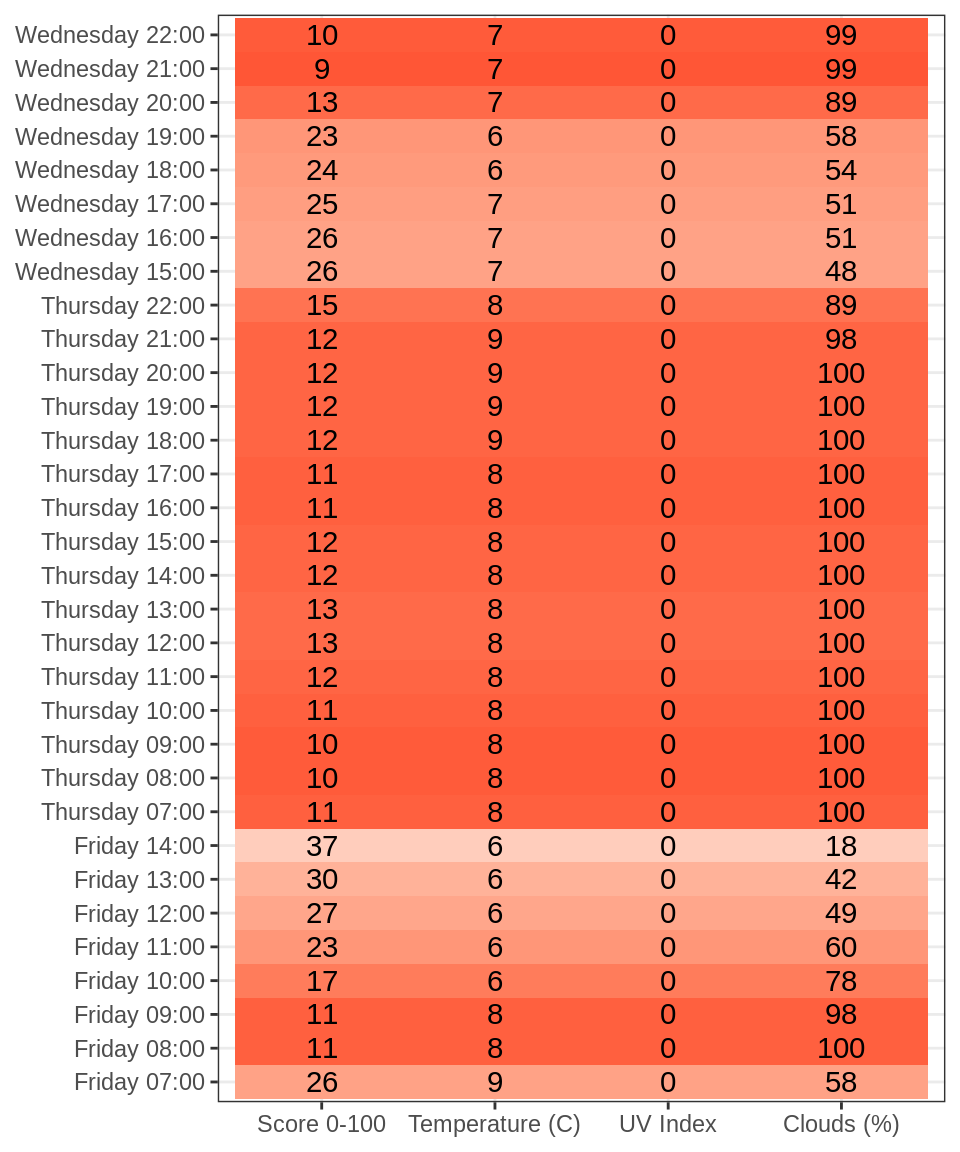 Wednesday 22:00 10 7 0 99
Wednesday 21:00 9 7 0 99
Wednesday 20:00 13 7 0 89
Wednesday 19:00 23 6 0 58
Wednesday 18:00 24 6 0 54
Wednesday 17:00 25 7 0 51
Wednesday 16:00 26 7 0 51
Wednesday 15:00 26 7 0 48
Thursday 22:00 15 8 0 89
Thursday 21:00 12 9 0 98
Thursday 20:00 12 9 0 100
Thursday 19:00 12 9 0 100
Thursday 18:00 12 9 0 100
Thursday 17:00 11 8 0 100
Thursday 16:00 11 8 0 100
Thursday 15:00 12 8 0 100
Thursday 14:00 12 8 0 100
Thursday 13:00 13 8 0 100
Thursday 12:00 13 8 0 100
Thursday 11:00 12 8 0 100
Thursday 10:00 11 8 0 100
Thursday 09:00 10 8 0 100
Thursday 08:00 10 8 0 100
Thursday 07:00 11 8 0 100
Friday 14:00 37 6 0 18
Friday 13:00 30 6 0 42
Friday 12:00 27 6 0 49
Friday 11:00 23 6 0 60
Friday 10:00 17 6 0 78
Friday 09:00 11 8 0 98
Friday 08:00 11 8 0 100
Friday 07:00 26 9 0 58
Score 0-100 Temperature (C) UV Index Clouds (%)